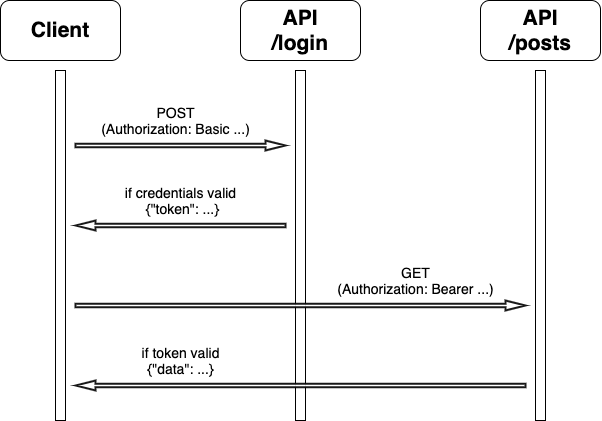 Client
API
/login
API
/posts
POST
(Authorization: Basic ...)
if credentials valid
{"token": ...}
GET
(Authorization: Bearer ...)
if token valid
{"data": ...}